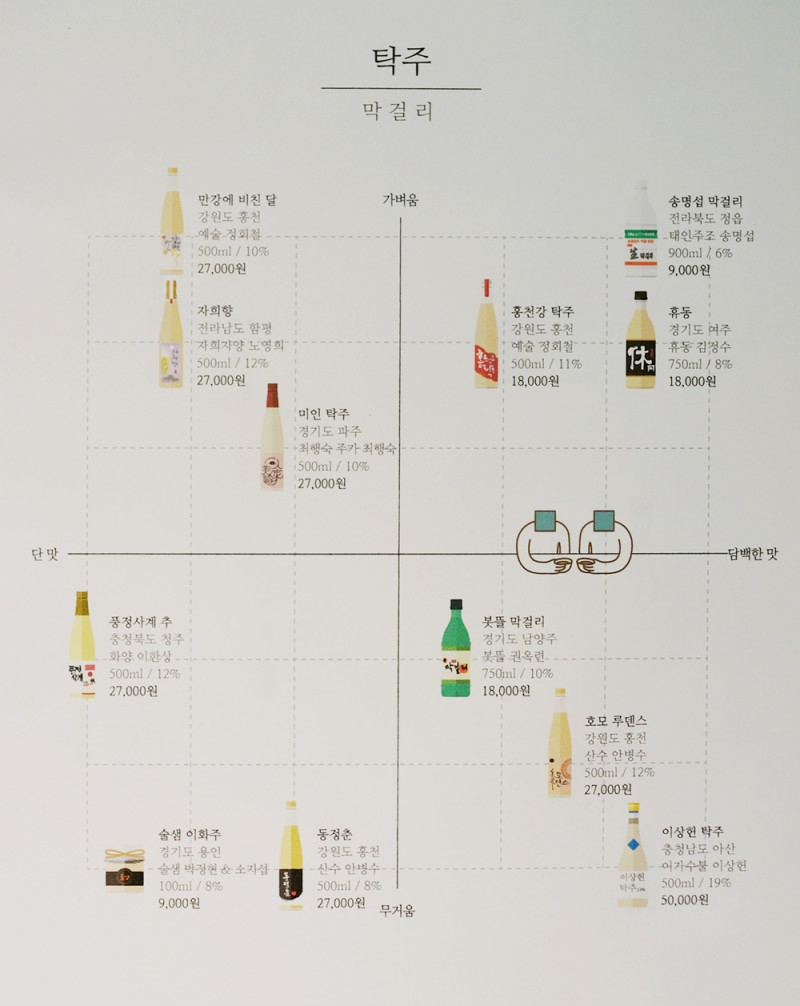 탁주
막걸리
가벼움
만강에 비친 달
강원도 홍천
예술 정회철
500ml / 10%
27,000원
송명섭 막걸리
전라북도 정읍
태인주조 송명섭
900ml / 6%
9,000원
자희향
전라남도 함평
자희자양 노영희
500ml / 12%
27,000원
홍천강 탁주
강원도 홍천
예술 정회철
500ml / 11%
18,000원
휴동
경기도 여주
휴동 김정수
750ml / 8%
18,000원
休
미인 탁주
경기도 파주
최행숙 주가 최행숙
500ml / 10%
27,000원
단 맛
담백한 맛
풍정사계 추
충청북도 청주
화양 이한상
500ml / 12%
27,000원
봇뜰 막걸리
경기도 남양주
봇뜰 권옥련
750ml / 10%
18,000원
호모 루덴스
강원도 홍천
산수 안병수
500ml / 12%
27,000원
술샘 이화주
경기도 용인
술샘 박정현 & 소자섭
100ml / 8%
9,000원
동정춘
강원도 홍천
산수 안병수
500ml / 8%
27,000원
이상헌 탁주
충청남도 아산
이가수불 이상헌
500ml / 19%
50,000원
이상헌
탁주
무거움